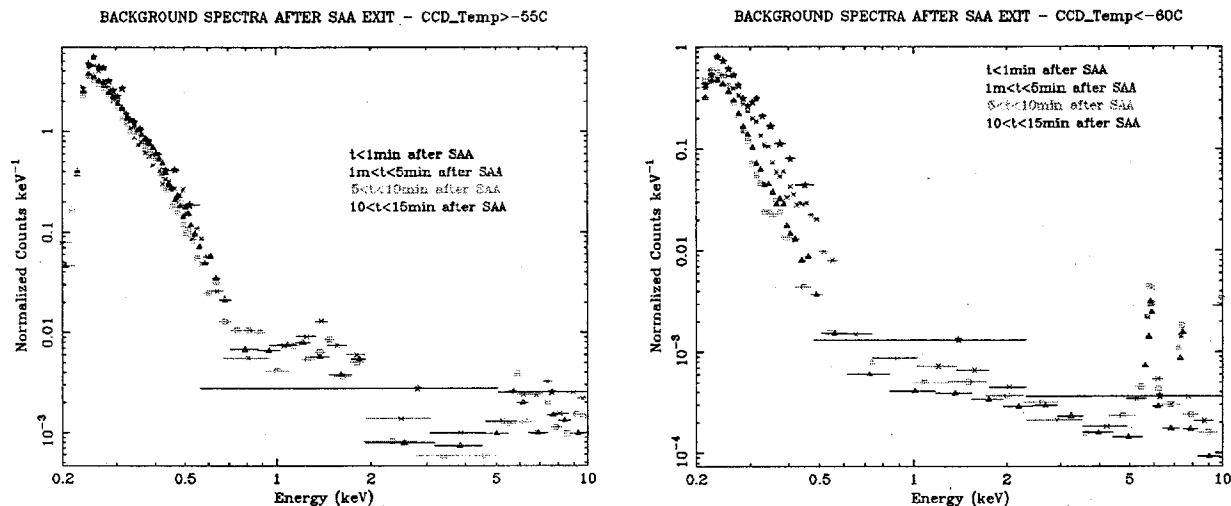 BACKGROUND SPECTRA AFTER SAA EXIT - CCD_Temp>-55C
Normalized Counts keV⁻¹
1
0.1
0.01
10⁻³
t<1min after SAA
1m<t<5min after SAA
5<t<10min after SAA
10<t<15min after SAA
0.2
0.5
1
2
5
10
Energy (keV)
BACKGROUND SPECTRA AFTER SAA EXIT - CCD_Temp<-60C
Normalized Counts keV⁻¹
1
0.1
0.01
10⁻³
10⁻⁴
t<1min after SAA
1m<t<5min after SAA
5<t<10min after SAA
10<t<15min after SAA
0.2
0.5
1
2
5
10
Energy (keV)